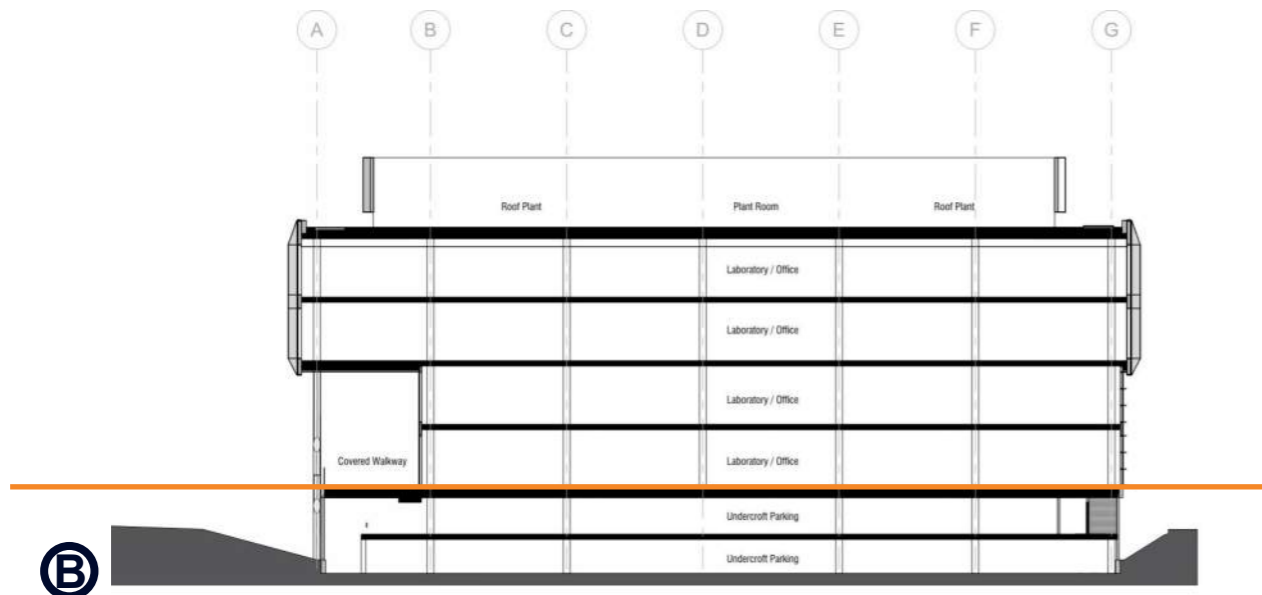 A B C D E F G
Roof Plant Plant Room Roof Plant
Laboratory / Office
Laboratory / Office
Laboratory / Office
Covered Walkway Laboratory / Office
Undercroft Parking
Undercroft Parking
B